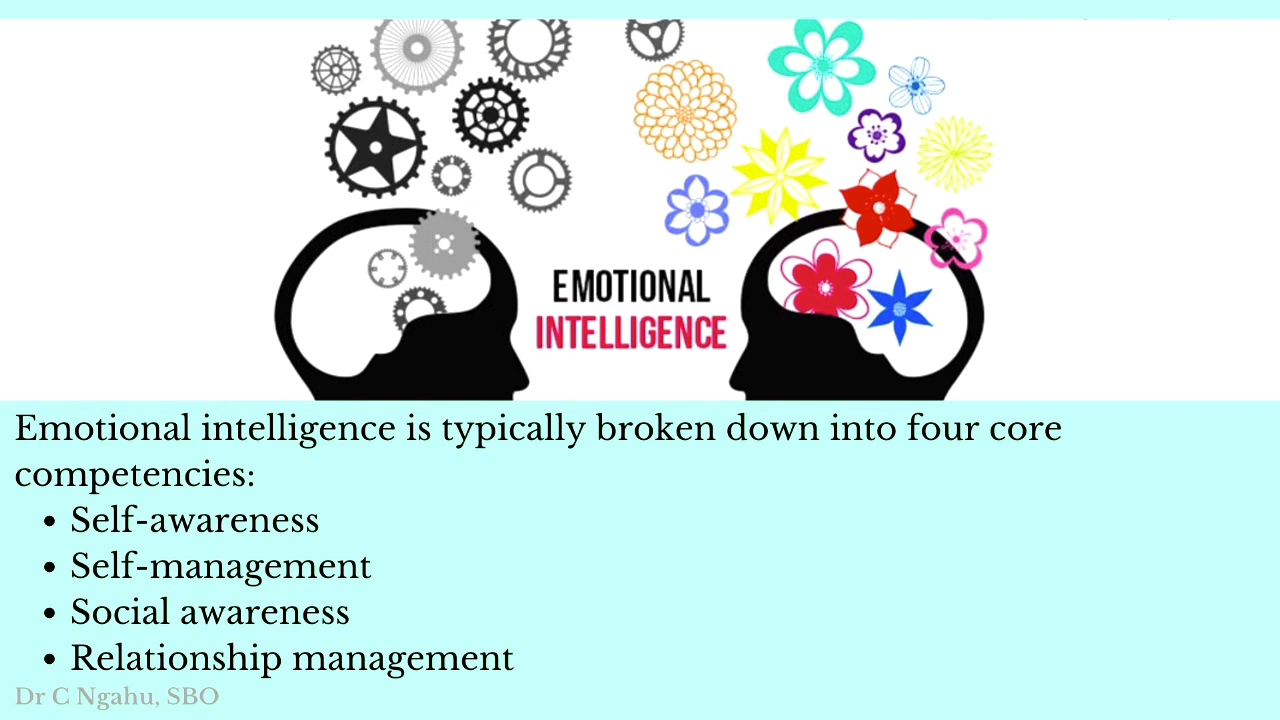 EMOTIONAL
INTELLIGENCE
Emotional intelligence is typically broken down into four core
competencies:
• Self-awareness
• Self-management
• Social awareness
• Relationship management
Dr C Ngahu, SBO